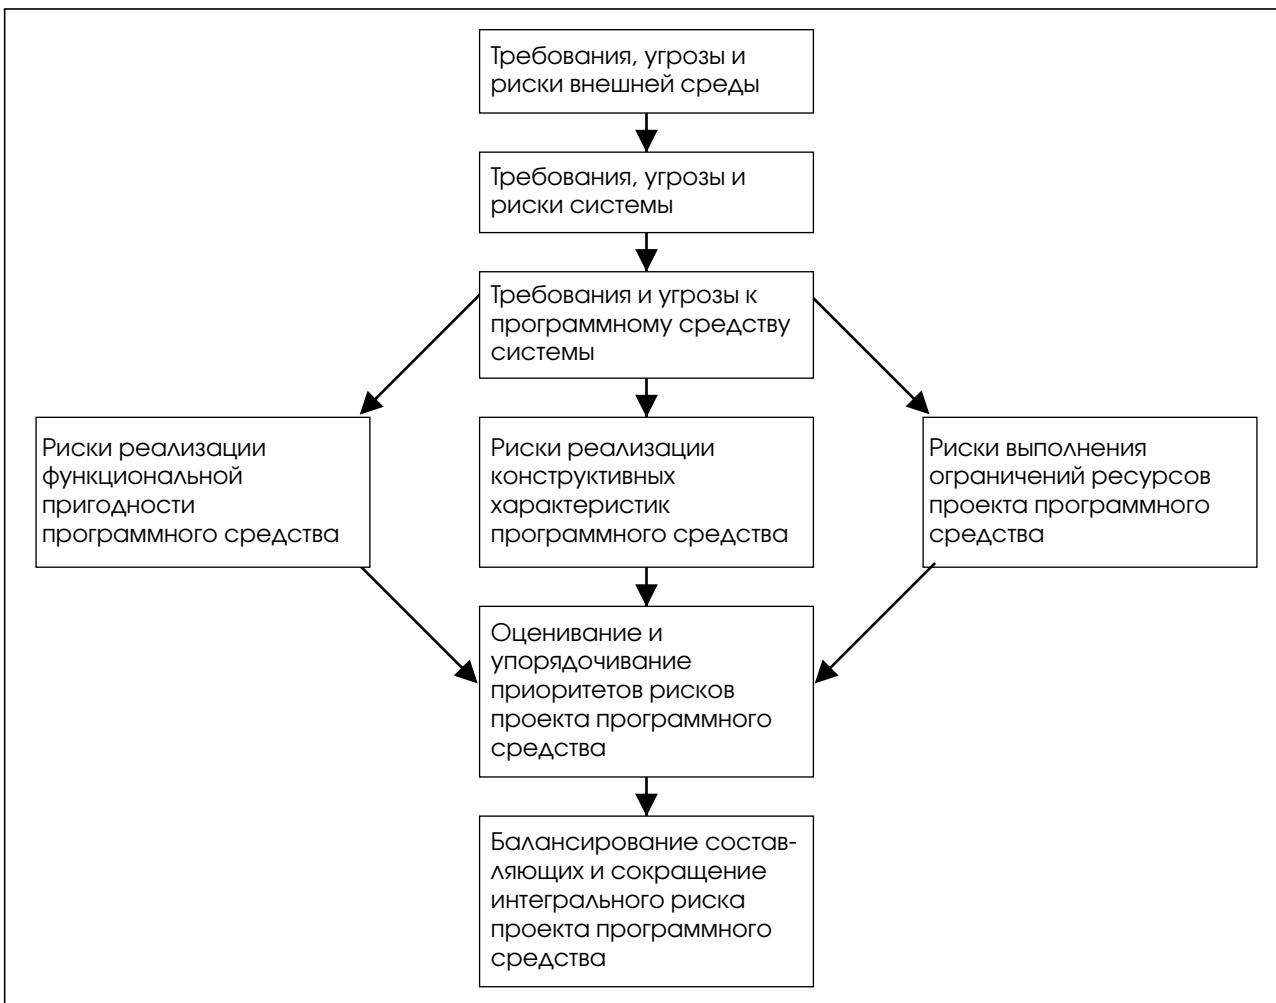 Требования, угрозы и
риски внешней среды
Требования, угрозы и
риски системы
Требования и угрозы к
программному средству
системы
Риски реализации
функциональной
пригодности
программного средства
Риски реализации
конструктивных
характеристик
программного средства
Риски выполнения
ограничений ресурсов
проекта программного
средства
Оценивание и
упорядочивание
приоритетов рисков
проекта программного
средства
Балансирование состав-
ляющих и сокращение
интегрального риска
проекта программного
средства